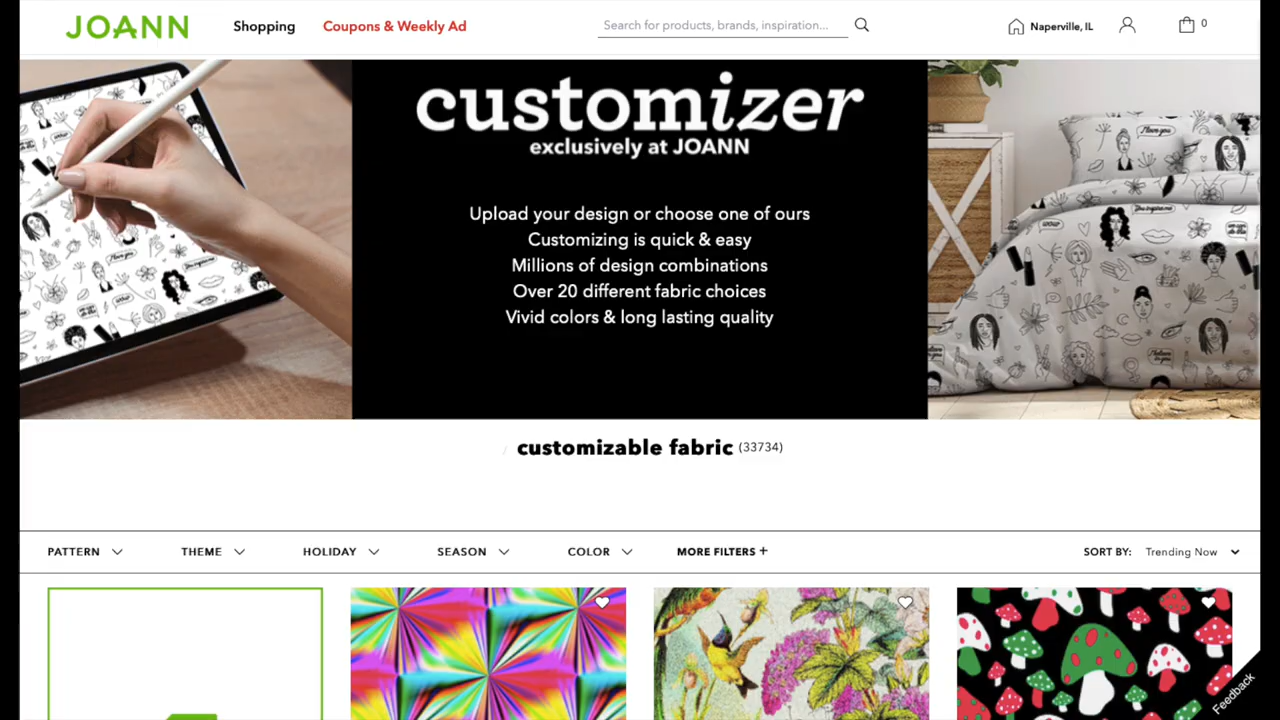 JOANN
Shopping
Coupons & Weekly Ad
Search for products, brands, inspiration...
Naperville, IL
0
customizer
exclusively at JOANN
Upload your design or choose one of ours
Customizing is quick & easy
Millions of design combinations
Over 20 different fabric choices
Vivid colors & long lasting quality
customizable fabric (33734)
PATTERN
THEME
HOLIDAY
SEASON
COLOR
MORE FILTERS +
SORT BY: Trending Now
Feedback